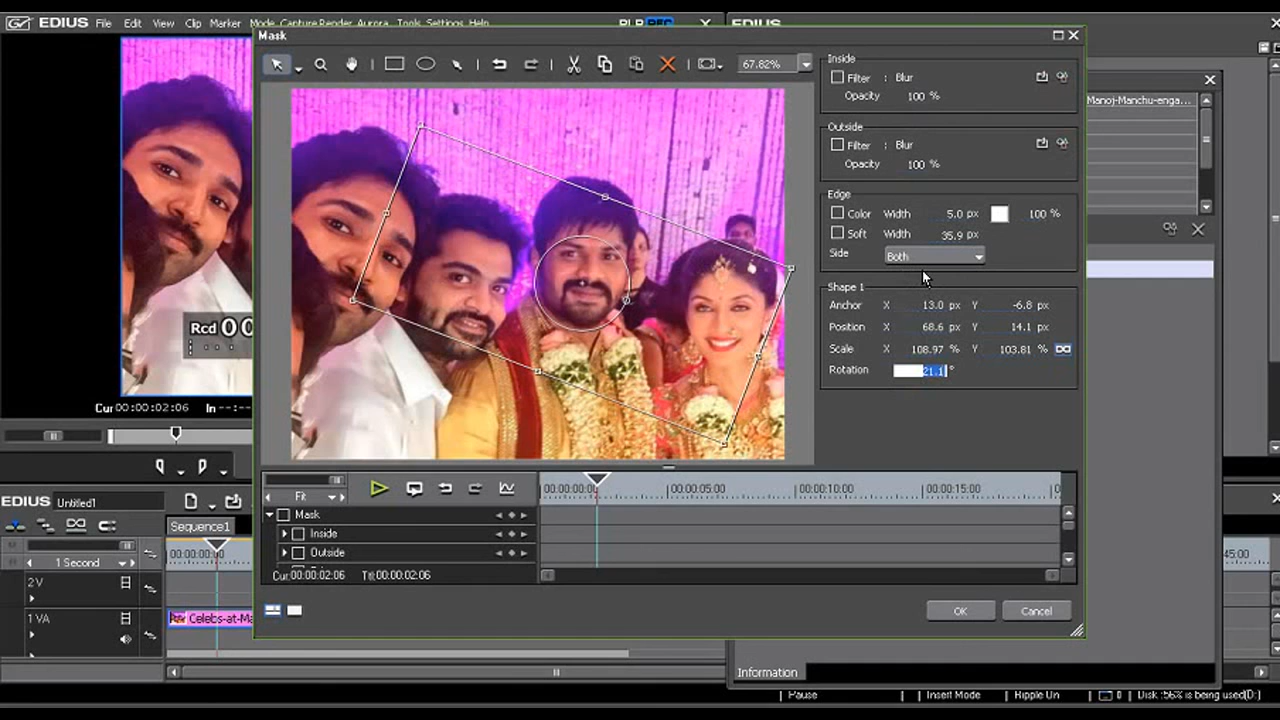 EDIUS File Edit View Clip Marker Mode Capture Render Aurora Tools Settings Help PLR REC
EDIUS
Mask
67.82%
Inside
Filter : Blur
Opacity 100 %
Outside
Filter : Blur
Opacity 100 %
Edge
Color Width 5.0 px 100 %
Soft Width 35.9 px
Side Both
Shape 1
Anchor X 13.0 px Y -6.8 px
Position X 68.6 px Y 14.1 px
Scale X 108.97 % Y 103.81 %
Rotation 21.1 °
Manoj-Manchu-enga...
Rcd 00
Cur 00:00:02:06 In --:--
Fit
00:00:00:00 00:00:05:00 00:00:10:00 00:00:15:00
Mask
Inside
Outside
Cur: 00:00:02:06 Ttl: 00:00:02:06
OK Cancel
EDIUS Untitled1
Sequence1
1 Second
00:00:00:00
45:00
2 V
1 VA
Celebs-at-Ma
Information
Pause Insert Mode Ripple On 0 Disk :56% is being used(D:)